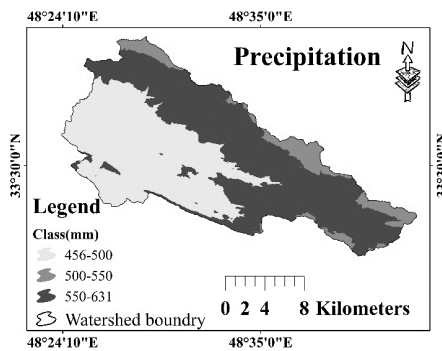 48°24'10"E 48°35'0"E
Precipitation
N
33°30'0"N
33°30'0"N
Legend
Class(mm)
456-500
500-550
550-631
Watershed boundry
0 2 4 8 Kilometers
48°24'10"E 48°35'0"E